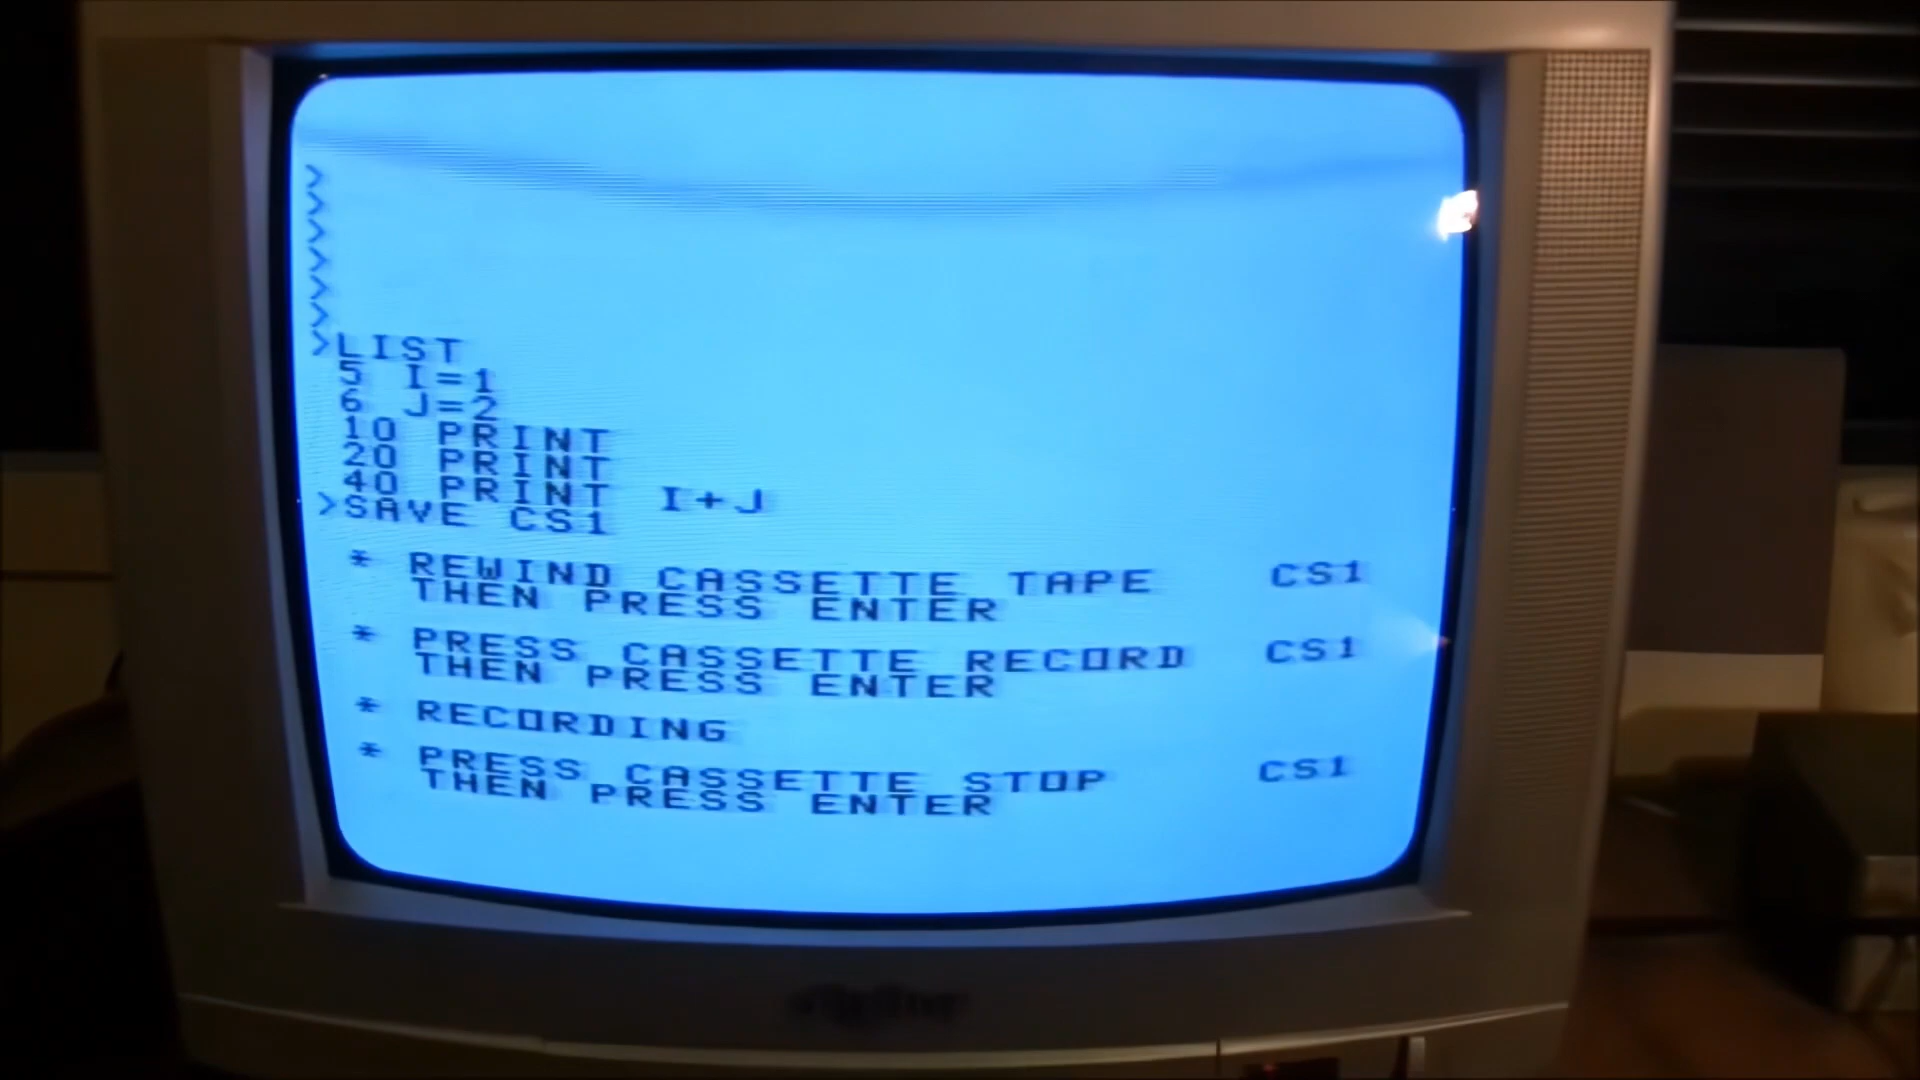 >
>
>
>
>
>
>LIST
5 I=1
6 J=2
10 PRINT
20 PRINT
40 PRINT I+J
>SAVE CS1
* REWIND CASSETTE TAPE CS1
THEN PRESS ENTER
* PRESS CASSETTE RECORD CS1
THEN PRESS ENTER
* RECORDING
* PRESS CASSETTE STOP CS1
THEN PRESS ENTER